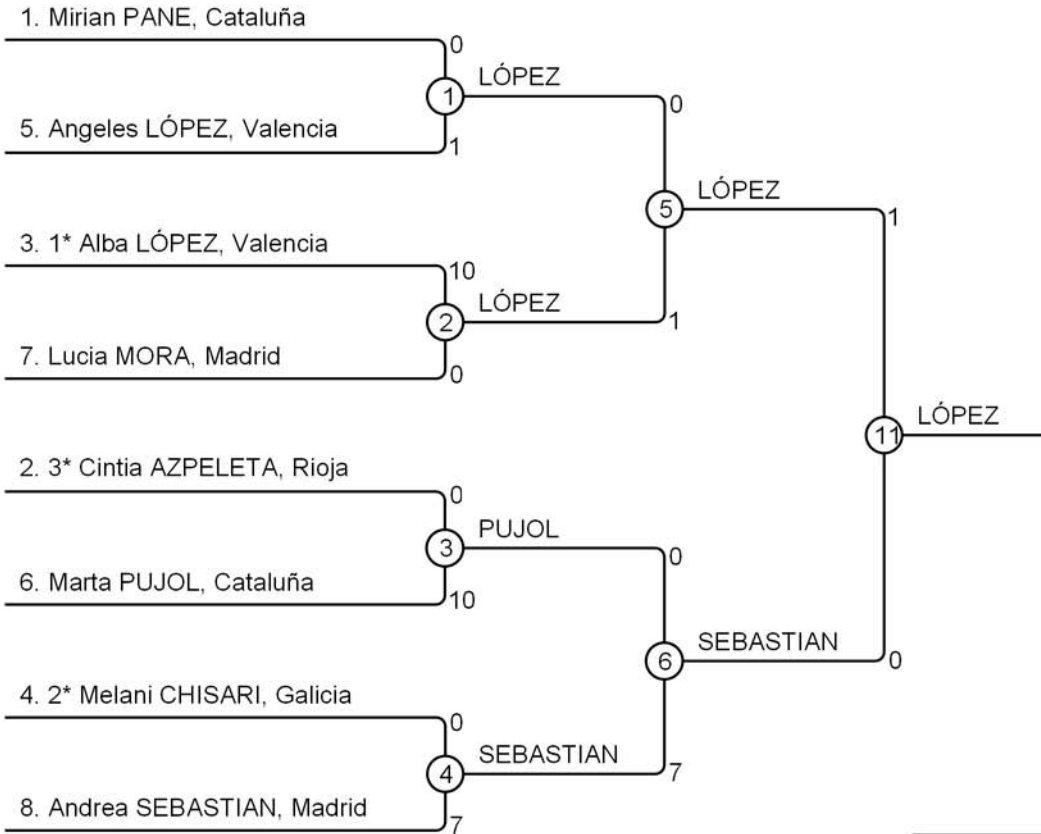 1. Mirian PANE, Cataluña
0
LÓPEZ
1
0
5. Angeles LÓPEZ, Valencia
1
LÓPEZ
5
1
3. 1* Alba LÓPEZ, Valencia
10
LÓPEZ
2
1
7. Lucia MORA, Madrid
0
LÓPEZ
11
2. 3* Cintia AZPELETA, Rioja
0
PUJOL
3
0
6. Marta PUJOL, Cataluña
10
SEBASTIAN
6
0
4. 2* Melani CHISARI, Galicia
0
SEBASTIAN
4
7
8. Andrea SEBASTIAN, Madrid
7